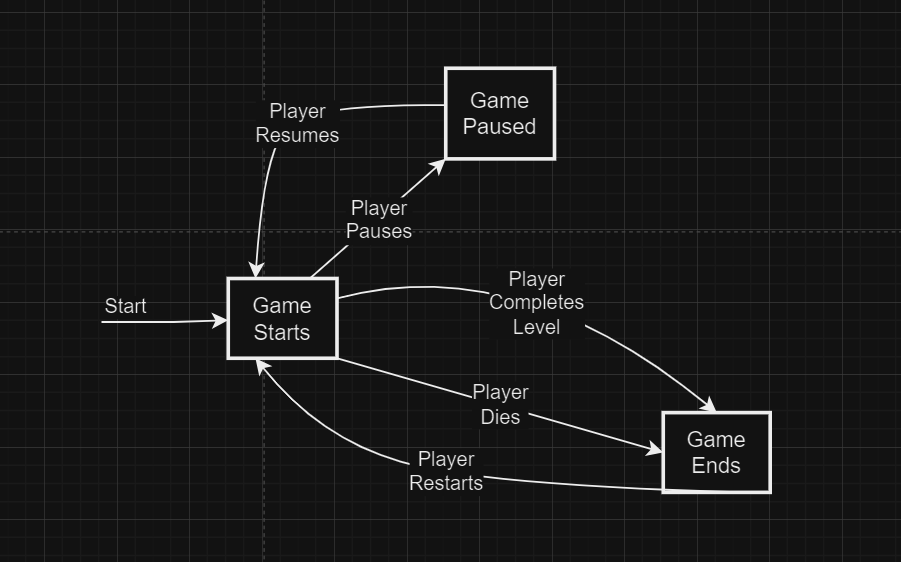 Game
Paused
Player
Resumes
Player
Pauses
Player
Completes
Level
Start
Game
Starts
Player
Dies
Game
Ends
Player
Restarts